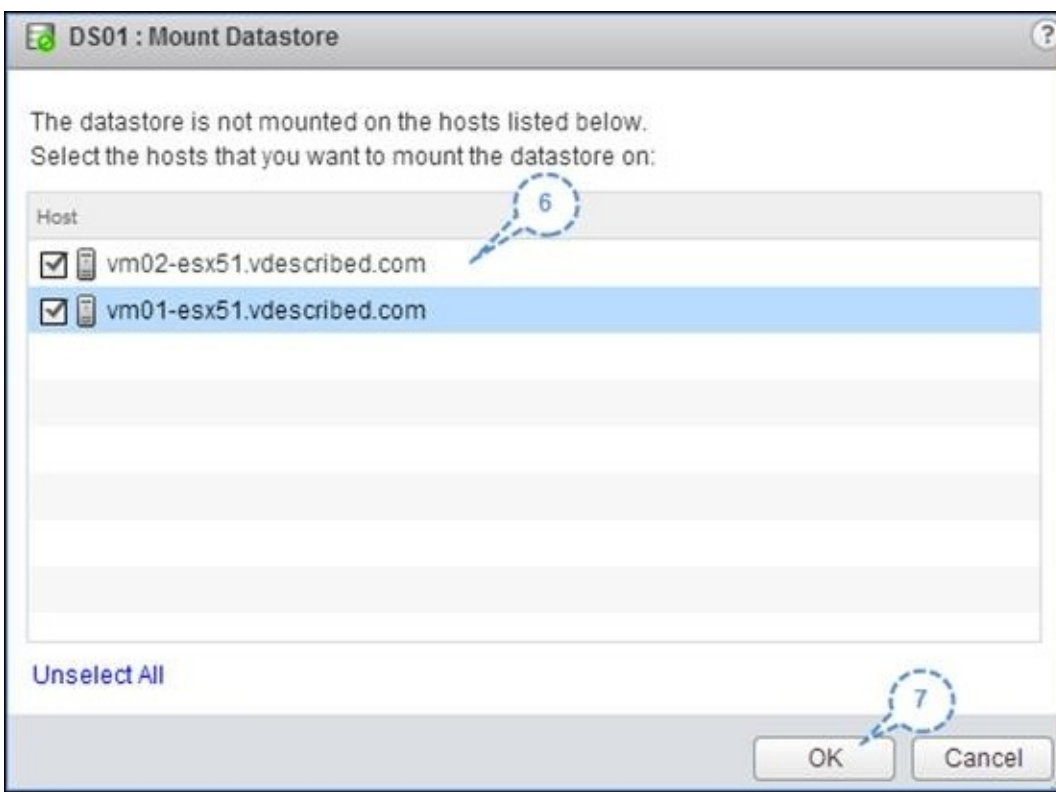 DS01 : Mount Datastore
?
The datastore is not mounted on the hosts listed below.
Select the hosts that you want to mount the datastore on:
Host
6
vm02-esx51.vdescribed.com
vm01-esx51.vdescribed.com
Unselect All
7
OK Cancel